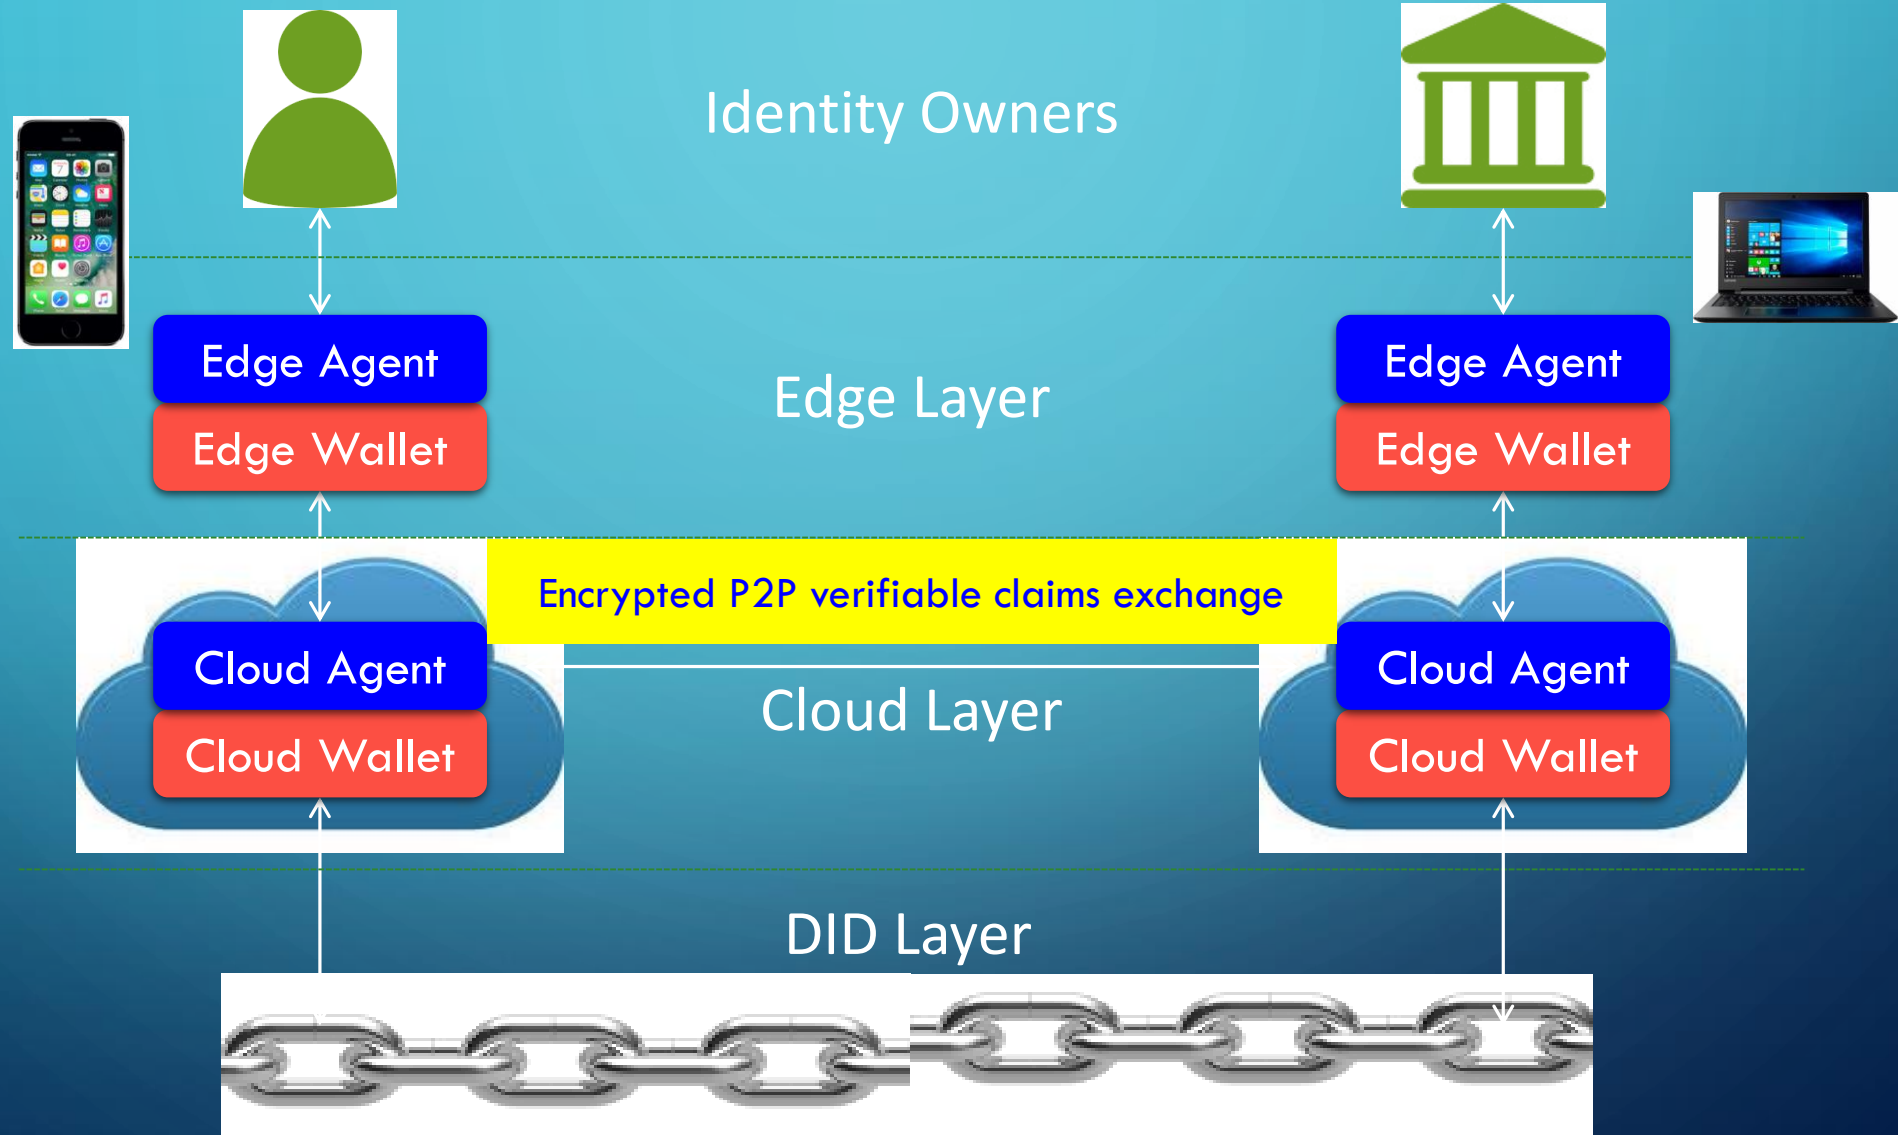 Identity Owners
Edge Agent
Edge Wallet
Edge Layer
Edge Agent
Edge Wallet
Encrypted P2P verifiable claims exchange
Cloud Agent
Cloud Wallet
Cloud Layer
Cloud Agent
Cloud Wallet
DID Layer